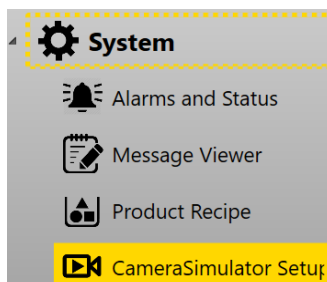 System
Alarms and Status
Message Viewer
Product Recipe
CameraSimulator Setup